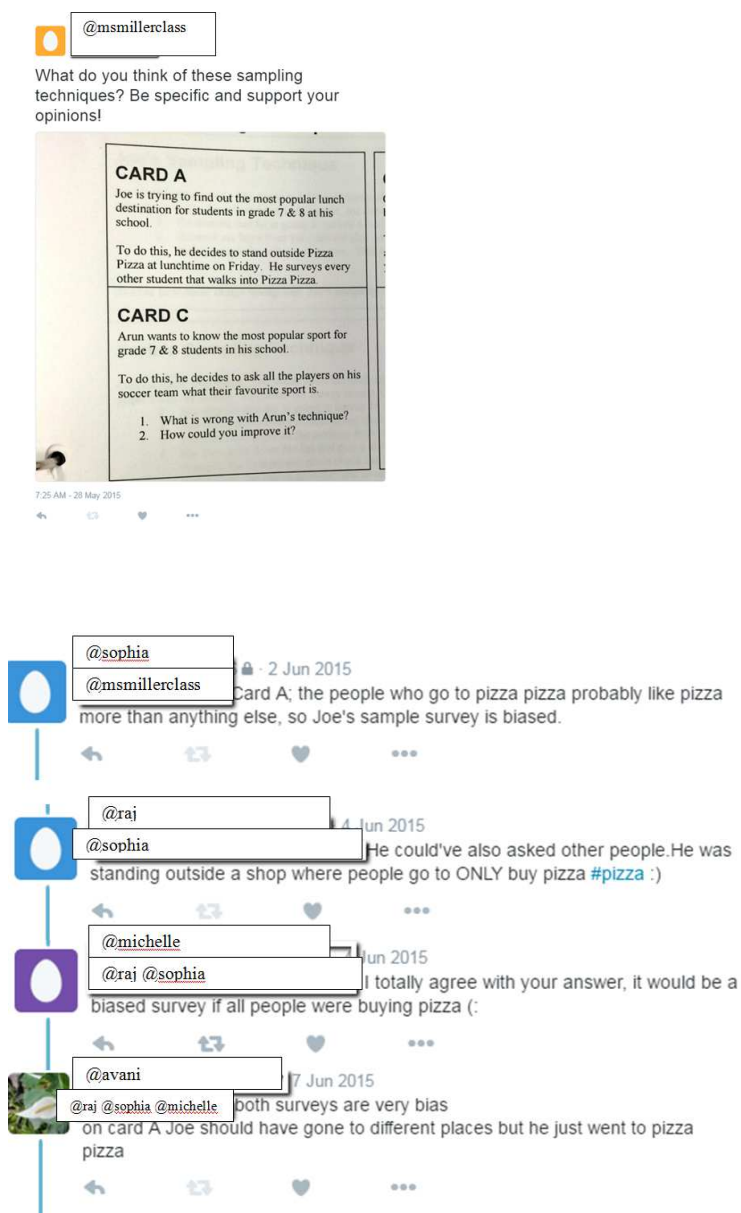 @msmillerclass
What do you think of these sampling
techniques? Be specific and support your
opinions!
CARD A
Joe is trying to find out the most popular lunch
destination for students in grade 7 & 8 at his
school.
To do this, he decides to stand outside Pizza
Pizza at lunchtime on Friday. He surveys every
other student that walks into Pizza Pizza.
CARD C
Arun wants to know the most popular sport for
grade 7 & 8 students in his school.
To do this, he decides to ask all the players on his
soccer team what their favourite sport is.
1. What is wrong with Arun's technique?
2. How could you improve it?
7:25 AM - 28 May 2015
@sophia
· 2 Jun 2015
@msmillerclass Card A; the people who go to pizza pizza probably like pizza
more than anything else, so Joe's sample survey is biased.
@raj
4 Jun 2015
@sophia He could've also asked other people.He was
standing outside a shop where people go to ONLY buy pizza #pizza :)
@michelle
Jun 2015
@raj @sophia I totally agree with your answer, it would be a
biased survey if all people were buying pizza (:
@avani
7 Jun 2015
@raj @sophia @michelle both surveys are very bias
on card A Joe should have gone to different places but he just went to pizza
pizza